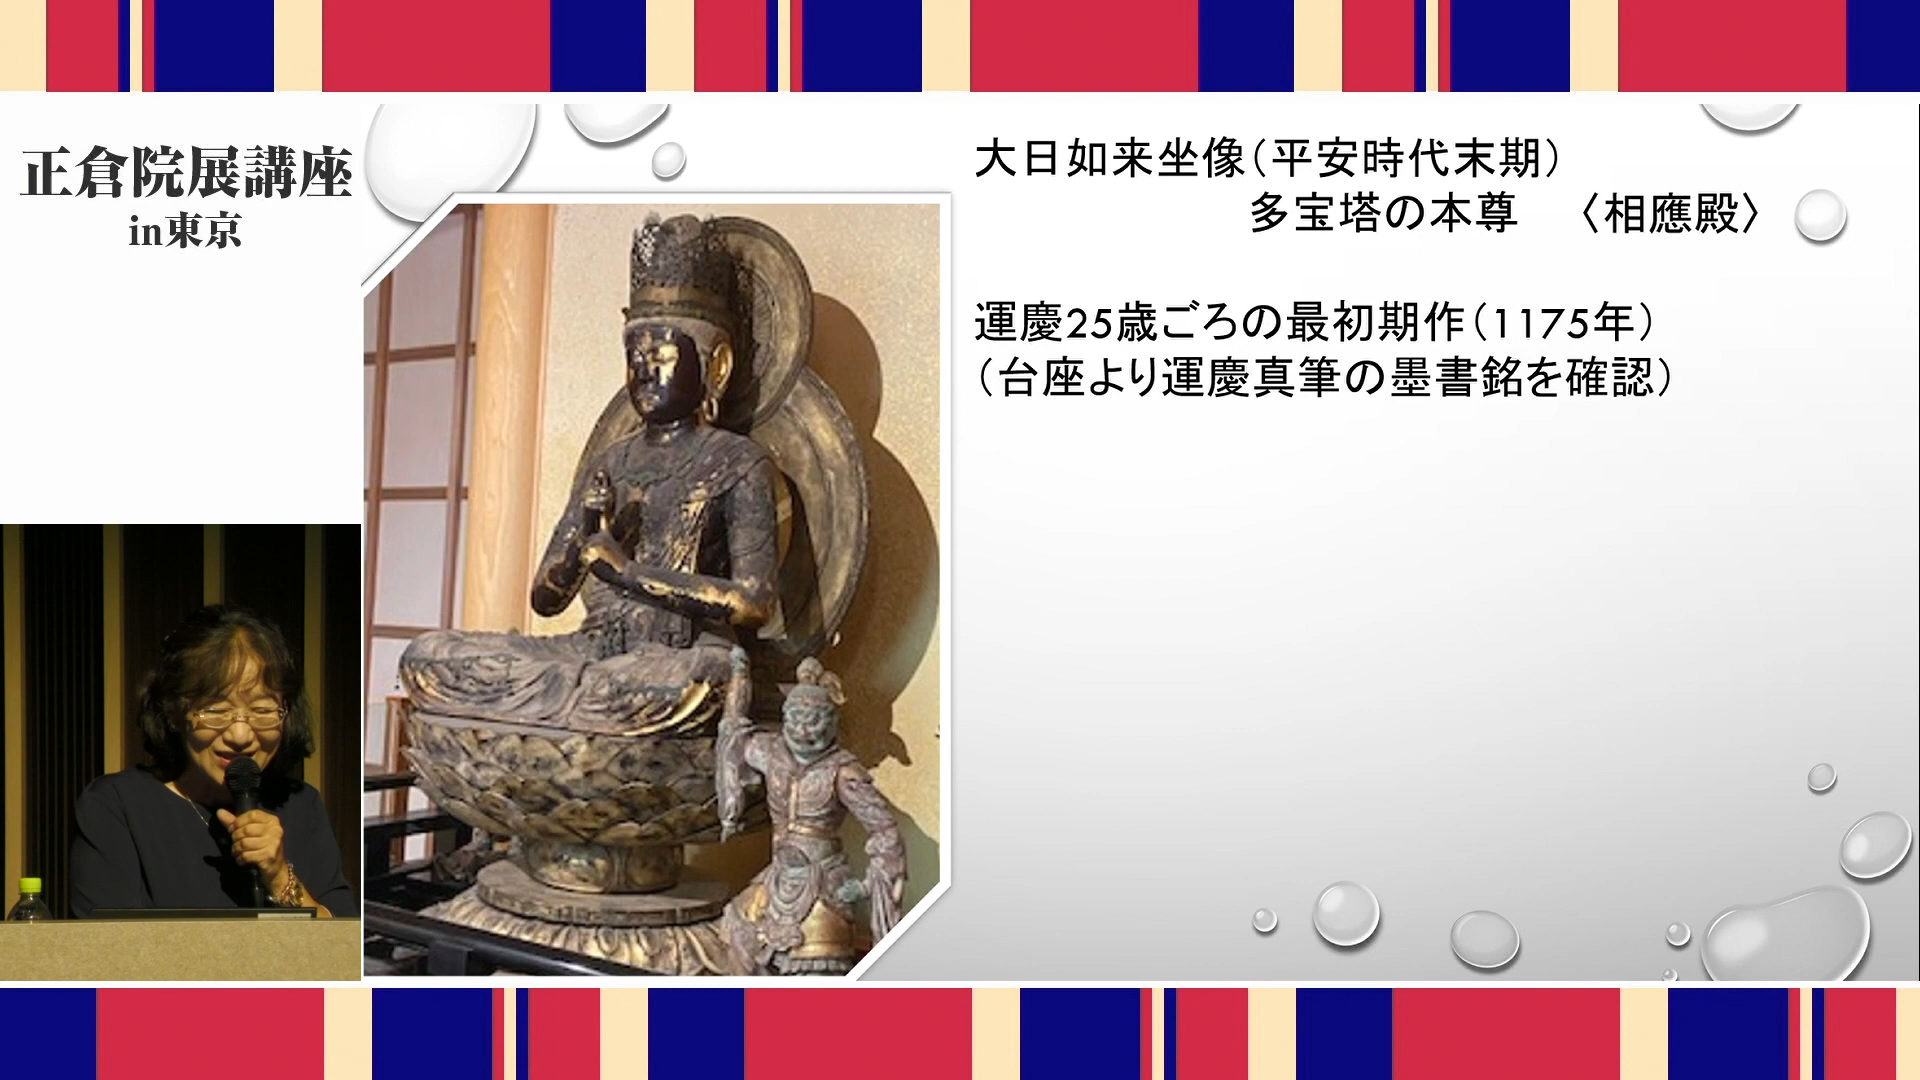 正倉院展講座
in東京
大日如来坐像（平安時代末期）
多宝塔の本尊　〈相應殿〉
運慶25歳ごろの最初期作（1175年）
（台座より運慶真筆の墨書銘を確認）